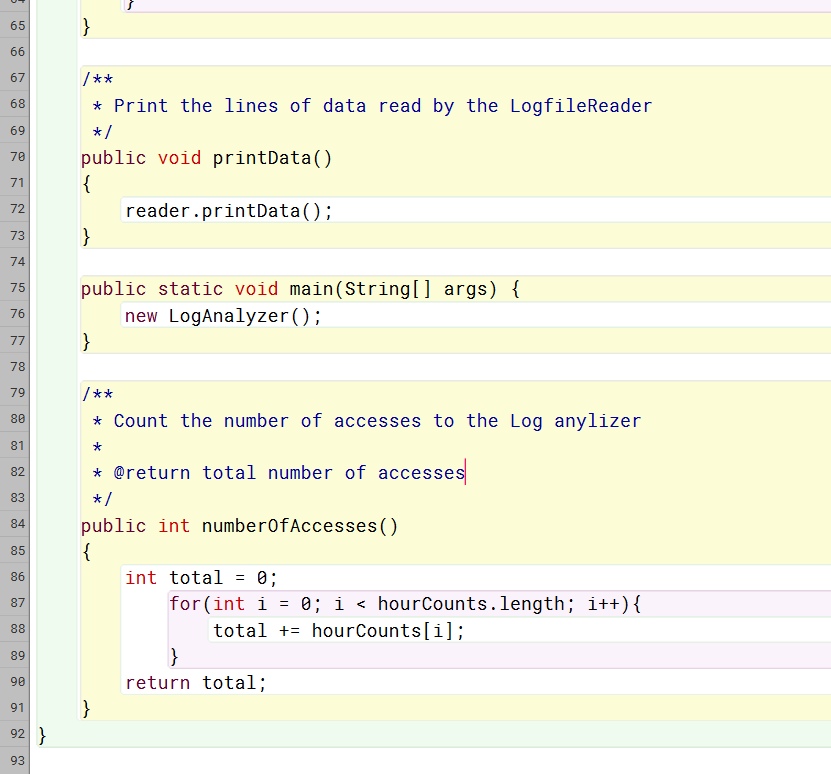 64 }
65 }
66
67 /**
68 * Print the lines of data read by the LogfileReader
69 */
70 public void printData()
71 {
72 reader.printData();
73 }
74
75 public static void main(String[] args) {
76 new LogAnalyzer();
77 }
78
79 /**
80 * Count the number of accesses to the Log anylizer
81 *
82 * @return total number of accesses
83 */
84 public int numberOfAccesses()
85 {
86 int total = 0;
87 for(int i = 0; i < hourCounts.length; i++){
88 total += hourCounts[i];
89 }
90 return total;
91 }
92 }
93